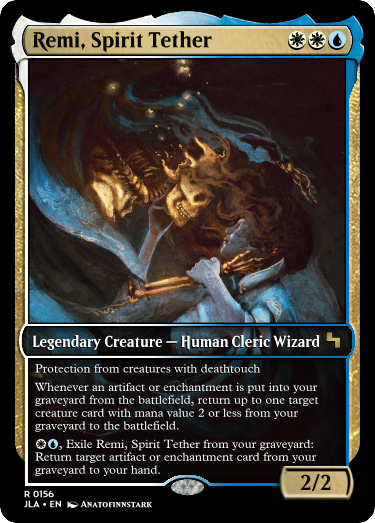 Remi, Spirit Tether
Legendary Creature — Human Cleric Wizard
Protection from creatures with deathtouch
Whenever an artifact or enchantment is put into your
graveyard from the battlefield, return up to one target
creature card with mana value 2 or less from your
graveyard to the battlefield.
, Exile Remi, Spirit Tether from your graveyard:
Return target artifact or enchantment card from your
graveyard to your hand.
2/2
R 0156
JLA • EN Anatofinnstark